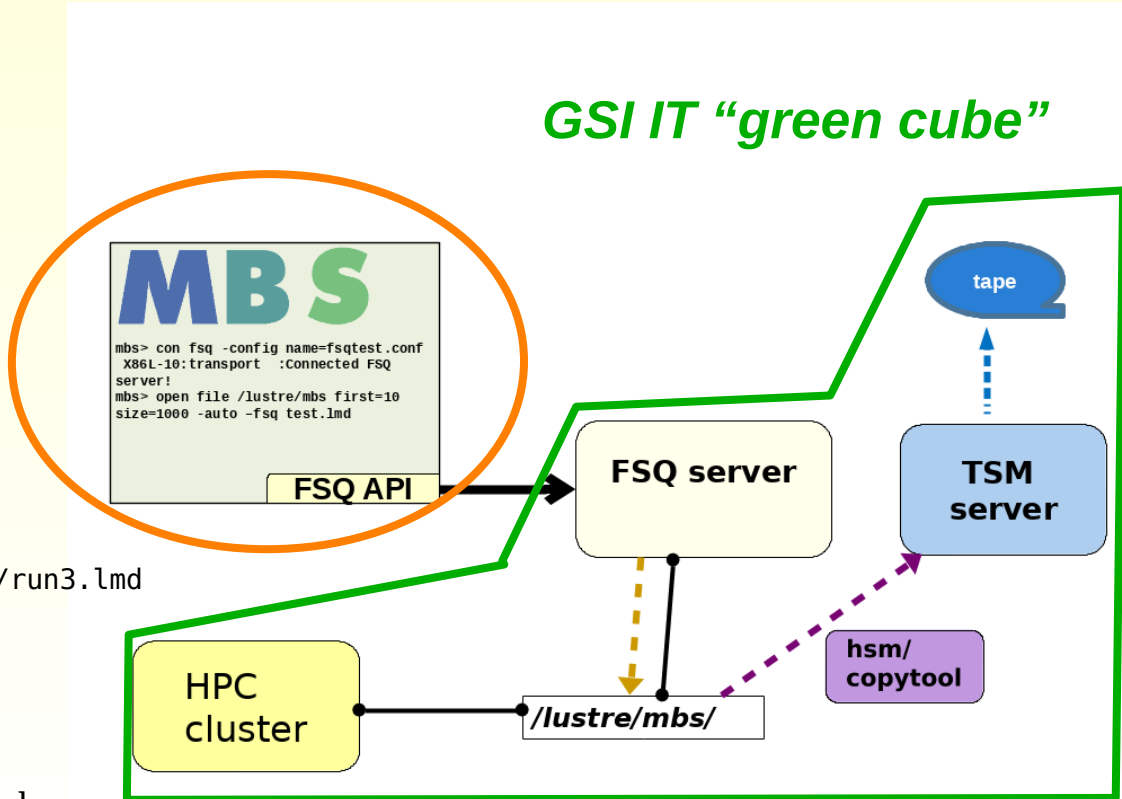 GSI IT “green cube”
MBS
mbs> con fsq -config name=fsqtest.conf
X86L-10:transport  :Connected FSQ
server!
mbs> open file /lustre/mbs first=10
size=1000 -auto –fsq test.lmd
FSQ API
tape
FSQ server
TSM
server
/run3.lmd
hsm/
copytool
HPC
cluster
/lustre/mbs/